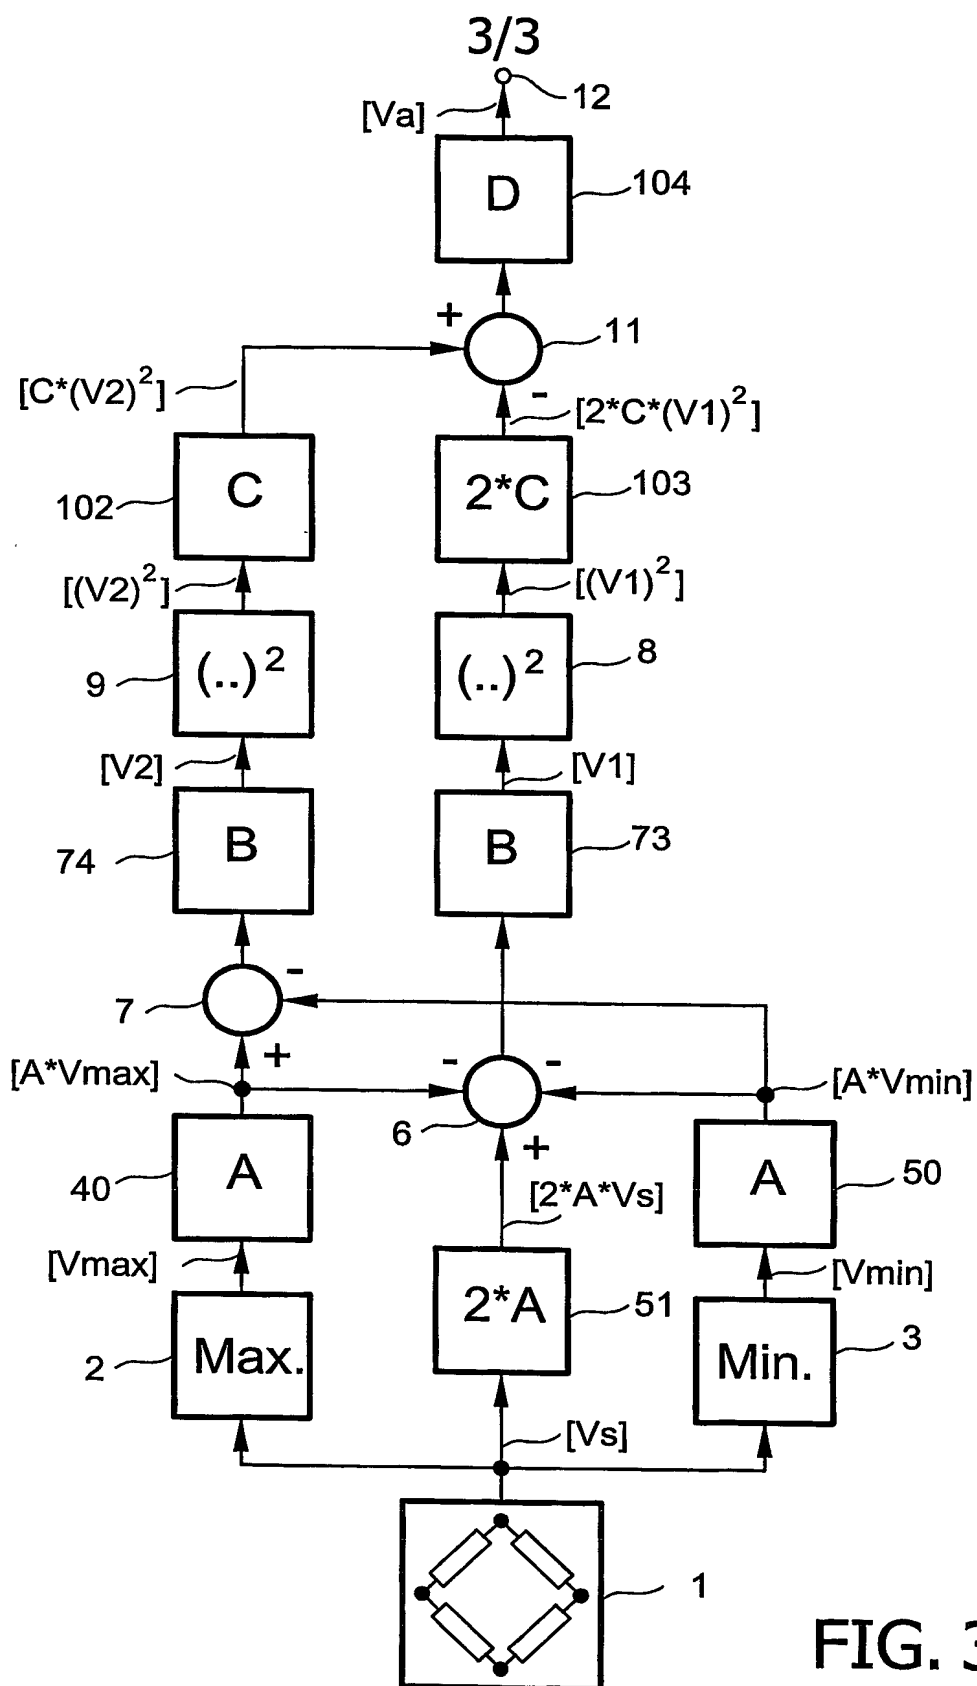 3/3
12
[Va]
D
104
+
11
[C*(V2)²]
-
[2*C*(V1)²]
C
102
2*C
103
[(V2)²]
[(V1)²]
(..)²
9
(..)²
8
[V2]
[V1]
B
74
B
73
-
7
+
[A*Vmax]
-
-
[A*Vmin]
6
+
A
40
A
50
[2*A*Vs]
[Vmax]
[Vmin]
2*A
51
Max.
2
Min.
3
[Vs]
1
FIG. 3